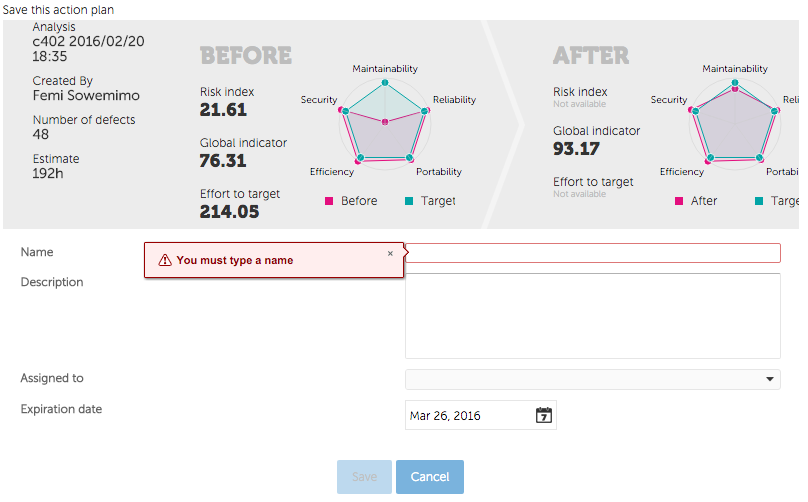 Save this action plan
Analysis
c402 2016/02/20
18:35
Created By
Femi Sowemimo
Number of defects
48
Estimate
192h
BEFORE
Risk index
21.61
Global indicator
76.31
Effort to target
214.05
Maintainability
Security
Reliability
Efficiency
Portability
Before
Target
AFTER
Risk index
Not available
Global indicator
93.17
Effort to target
Not available
Maintainability
Security
Reli
Efficiency
Portab
After
Targe
Name
You must type a name
×
Description
Assigned to
Expiration date
Mar 26, 2016
7
Save
Cancel